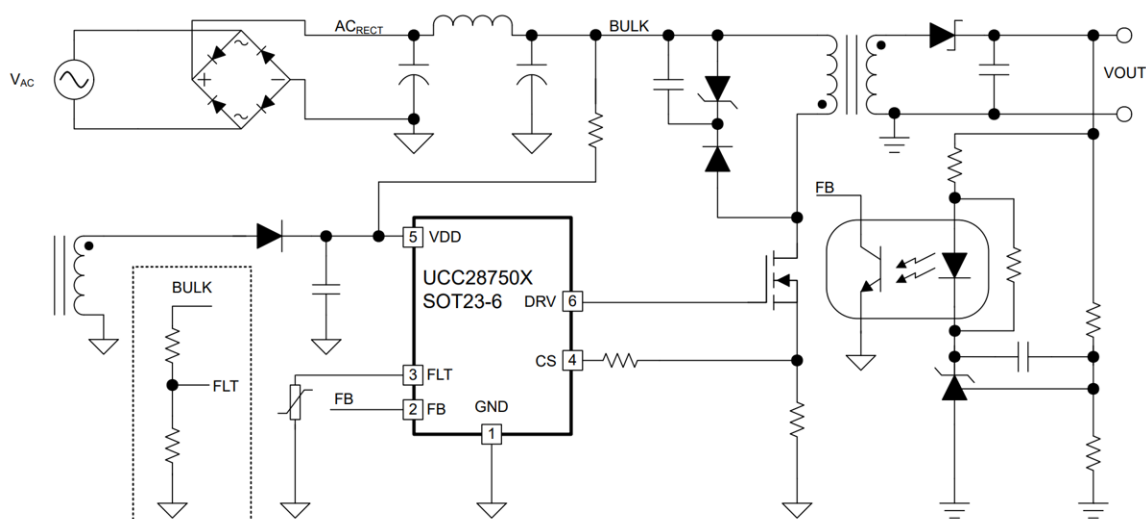 AC_RECT
BULK
V_AC
~
+
−
~
VOUT
FB
5
VDD
UCC28750X
SOT23-6
BULK
DRV
6
CS
4
FLT
3
FLT
FB
2
FB
GND
1